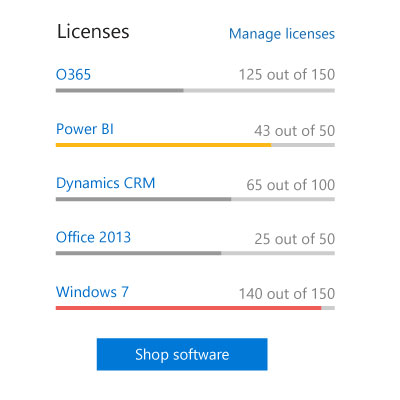 Licenses
Manage licenses
O365
125 out of 150
Power BI
43 out of 50
Dynamics CRM
65 out of 100
Office 2013
25 out of 50
Windows 7
140 out of 150
Shop software